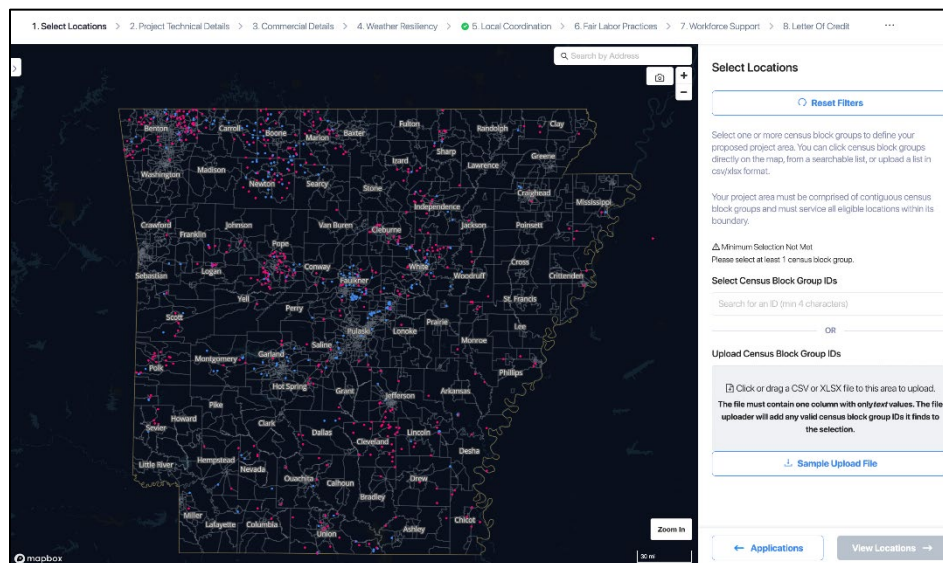 1. Select Locations > 2. Project Technical Details > 3. Commercial Details > 4. Weather Resiliency > 5. Local Coordination > 6. Fair Labor Practices > 7. Workforce Support > 8. Letter Of Credit ...
Search by Address
+
−
Benton
Carroll
Boone
Marion
Baxter
Fulton
Randolph
Clay
Sharp
Greene
Washington
Madison
Newton
Searcy
Izard
Lawrence
Stone
Craighead
Mississippi
Independence
Crawford
Franklin
Johnson
Van Buren
Cleburne
Jackson
Poinsett
Pope
Sebastian
Logan
Conway
Faulkner
White
Woodruff
Cross
Crittenden
Yell
Perry
St. Francis
Scott
Pulaski
Lonoke
Prairie
Lee
Monroe
Saline
Garland
Polk
Montgomery
Hot Spring
Phillips
Grant
Jefferson
Arkansas
Pike
Howard
Sevier
Clark
Dallas
Cleveland
Lincoln
Desha
Little River
Hempstead
Nevada
Ouachita
Calhoun
Drew
Bradley
Miller
Lafayette
Columbia
Union
Ashley
Chicot
Zoom In
30 mi
mapbox
Select Locations
Reset Filters
Select one or more census block groups to define your
proposed project area. You can click census block groups
directly on the map, from a searchable list, or upload a list in
csv/xlsx format.
Your project area must be comprised of contiguous census
block groups and must service all eligible locations within its
boundary.
Minimum Selection Not Met
Please select at least 1 census block group.
Select Census Block Group IDs
Search for an ID (min 4 characters)
OR
Upload Census Block Group IDs
Click or drag a CSV or XLSX file to this area to upload.
The file must contain one column with only text values. The file
uploader will add any valid census block group IDs it finds to
the selection.
Sample Upload File
← Applications
View Locations →